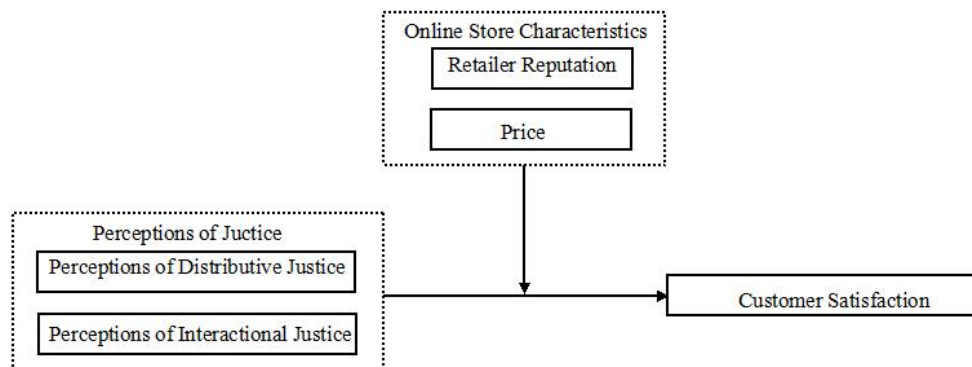 Online Store Characteristics
Retailer Reputation
Price
Perceptions of Juctice
Perceptions of Distributive Justice
Perceptions of Interactional Justice
Customer Satisfaction